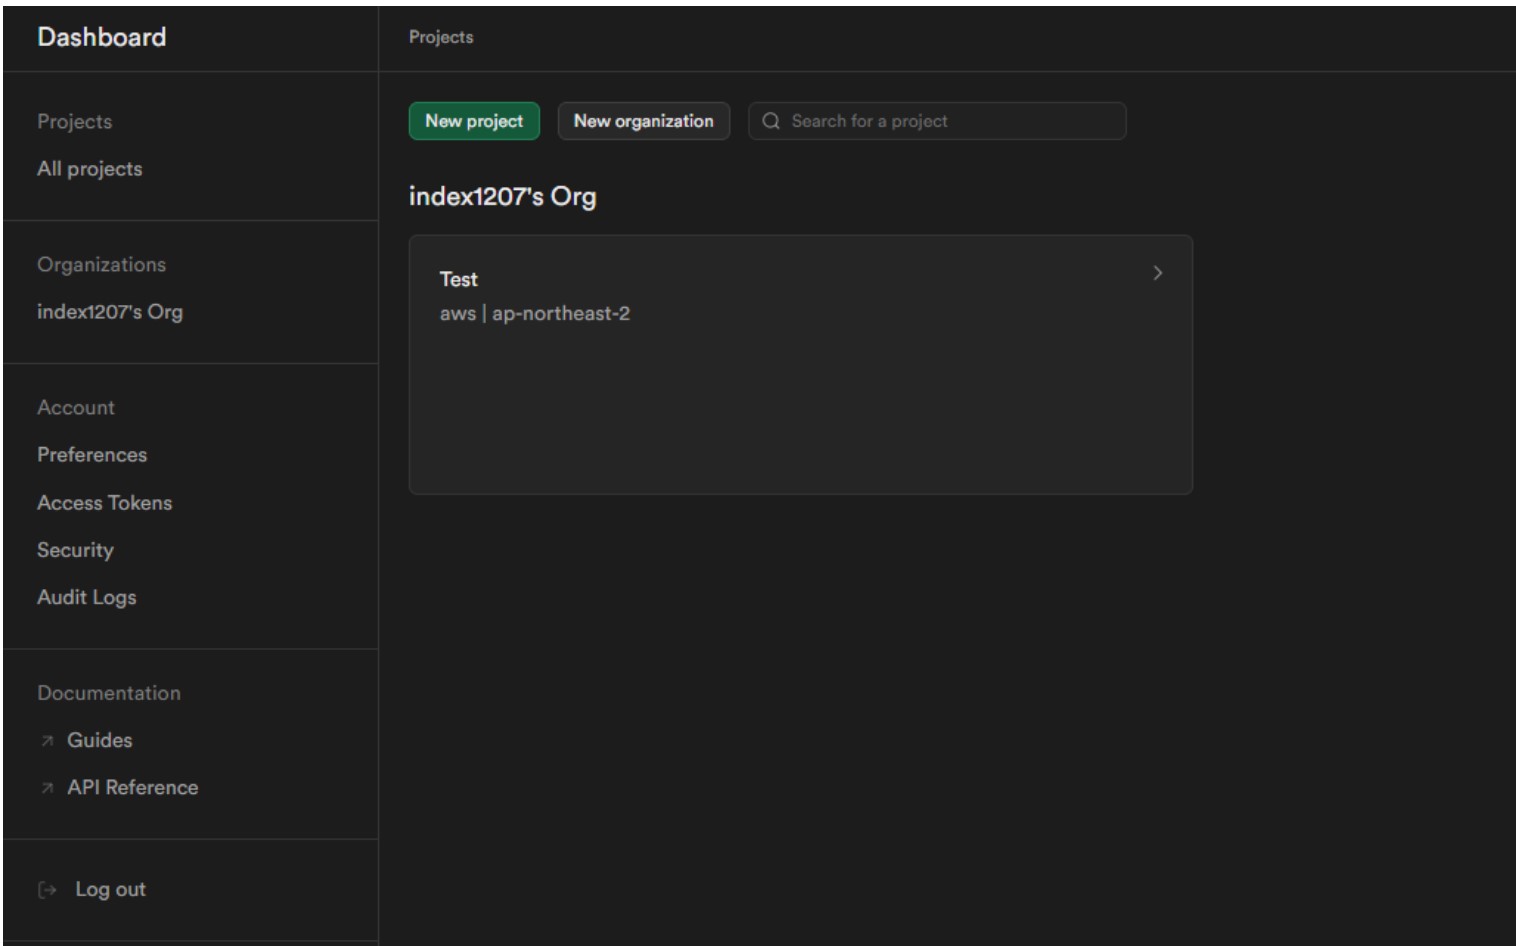 Dashboard
Projects
All projects
Organizations
index1207's Org
Account
Preferences
Access Tokens
Security
Audit Logs
Documentation
Guides
API Reference
Log out
Projects
New project
New organization
Search for a project
index1207's Org
Test
aws | ap-northeast-2